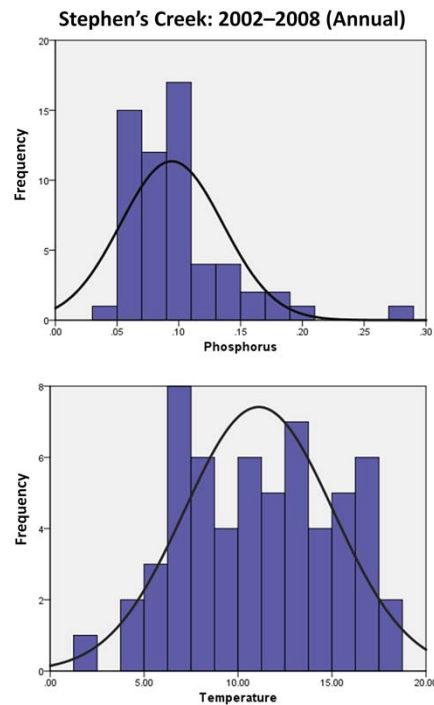 Stephen’s Creek: 2002–2008 (Annual)
20
15
10
5
0
Frequency
.00 .05 .10 .15 .20 .25 .30
Phosphorus
8
6
4
2
0
Frequency
.00 5.00 10.00 15.00 20.00
Temperature